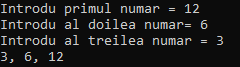 Introdu primul numar = 12
Introdu al doilea numar= 6
Introdu al treilea numar = 3
3, 6, 12